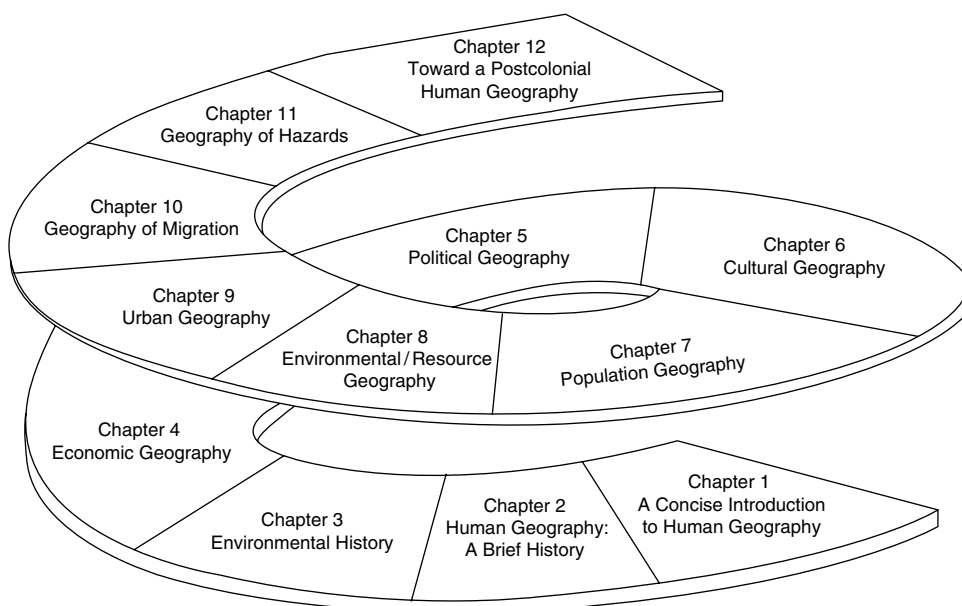 Chapter 12
Toward a Postcolonial
Human Geography
Chapter 11
Geography of Hazards
Chapter 10
Geography of Migration
Chapter 5
Political Geography
Chapter 6
Cultural Geography
Chapter 9
Urban Geography
Chapter 8
Environmental/Resource
Geography
Chapter 7
Population Geography
Chapter 4
Economic Geography
Chapter 3
Environmental History
Chapter 2
Human Geography:
A Brief History
Chapter 1
A Concise Introduction
to Human Geography